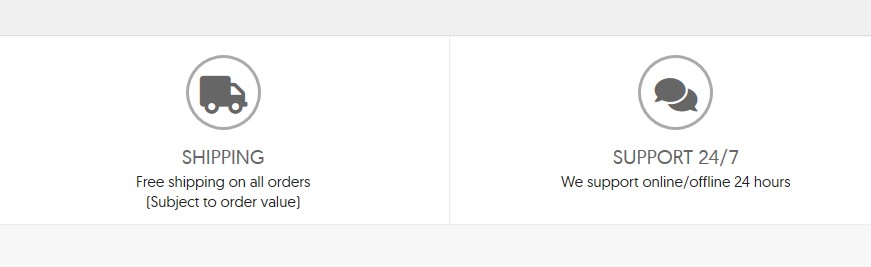 SHIPPING
Free shipping on all orders
(Subject to order value)
SUPPORT 24/7
We support online/offline 24 hours